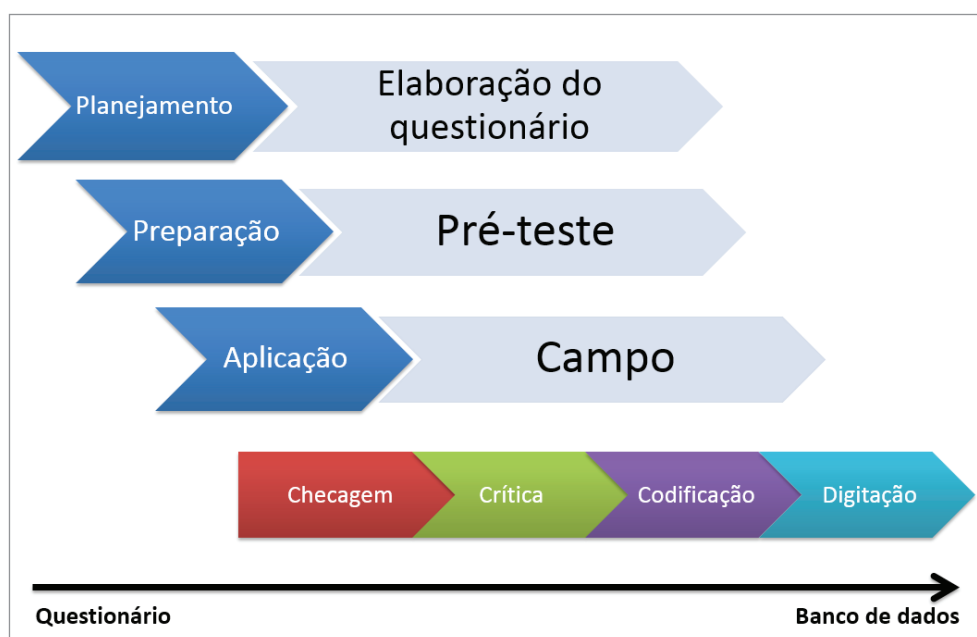 Planejamento
Elaboração do
questionário
Preparação
Pré-teste
Aplicação
Campo
Checagem
Crítica
Codificação
Digitação
Questionário
Banco de dados